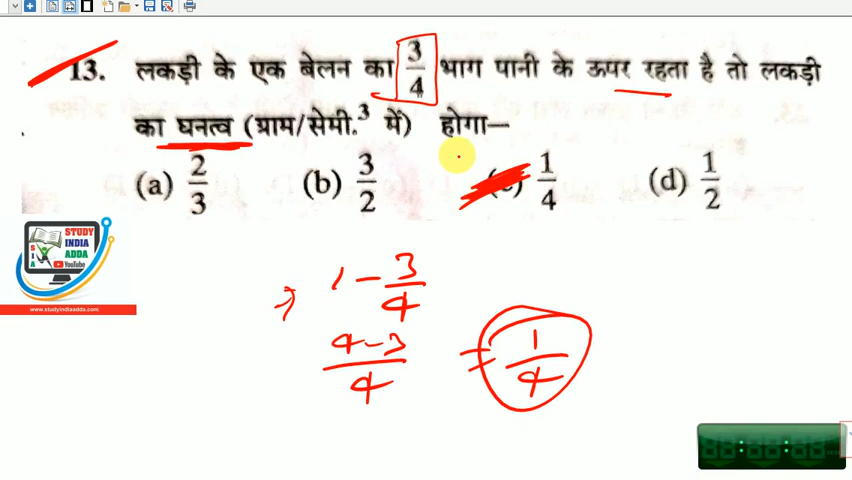 13. लकड़ी के एक बेलन का 3/4 भाग पानी के ऊपर रहता है तो लकड़ी
का घनत्व (ग्राम/सेमी.³ में) होगा–
(a) 2/3 (b) 3/2 (c) 1/4 (d) 1/2
STUDY
INDIA
ADDA
SIA
YouTube
www.studyindiaadda.com
→ 1 - 3/4
4-3/4 = 1/4